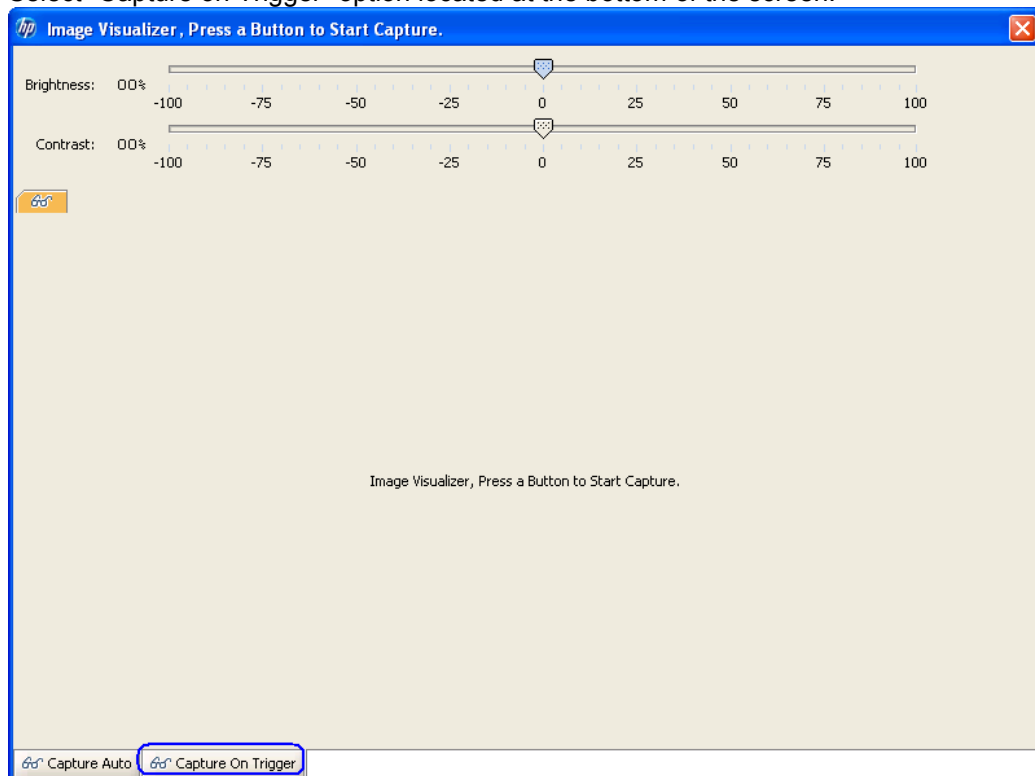 Select "Capture on Trigger" option located at the bottom of the screen.
hp Image Visualizer, Press a Button to Start Capture.
Brightness: 00%
-100 -75 -50 -25 0 25 50 75 100
Contrast: 00%
-100 -75 -50 -25 0 25 50 75 100
Image Visualizer, Press a Button to Start Capture.
Capture Auto Capture On Trigger